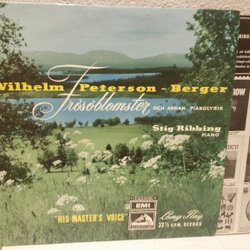 Wilhelm Peterson - Berger
Frösöblomster
OCH ANNAN PIANOLYRIK
Stig Ribbing
PIANO
EMI
"HIS MASTER'S VOICE"
Long Play
33⅓ R.P.M. RECORD